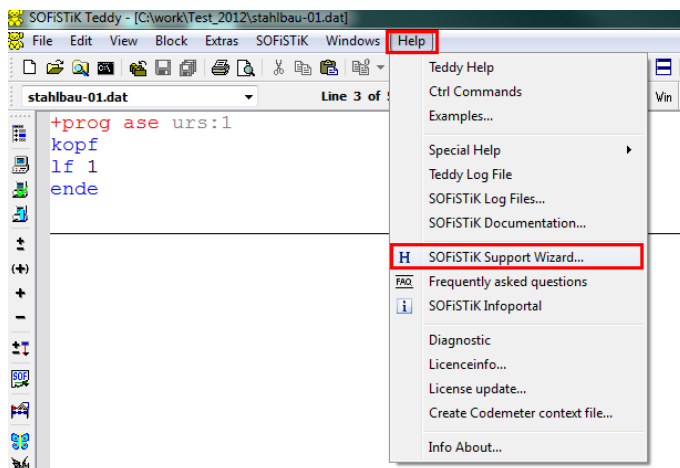 SOFiSTiK Teddy - [C:\work\Test_2012\stahlbau-01.dat]
File Edit View Block Extras SOFiSTiK Windows Help
stahlbau-01.dat Line 3 of Win
+prog ase urs:1
kopf
lf 1
ende
Teddy Help
Ctrl Commands
Examples...
Special Help
Teddy Log File
SOFiSTiK Log Files...
SOFiSTiK Documentation...
H SOFiSTiK Support Wizard...
FAQ Frequently asked questions
i SOFiSTiK Infoportal
Diagnostic
Licenceinfo...
License update...
Create Codemeter context file...
Info About...
SOF